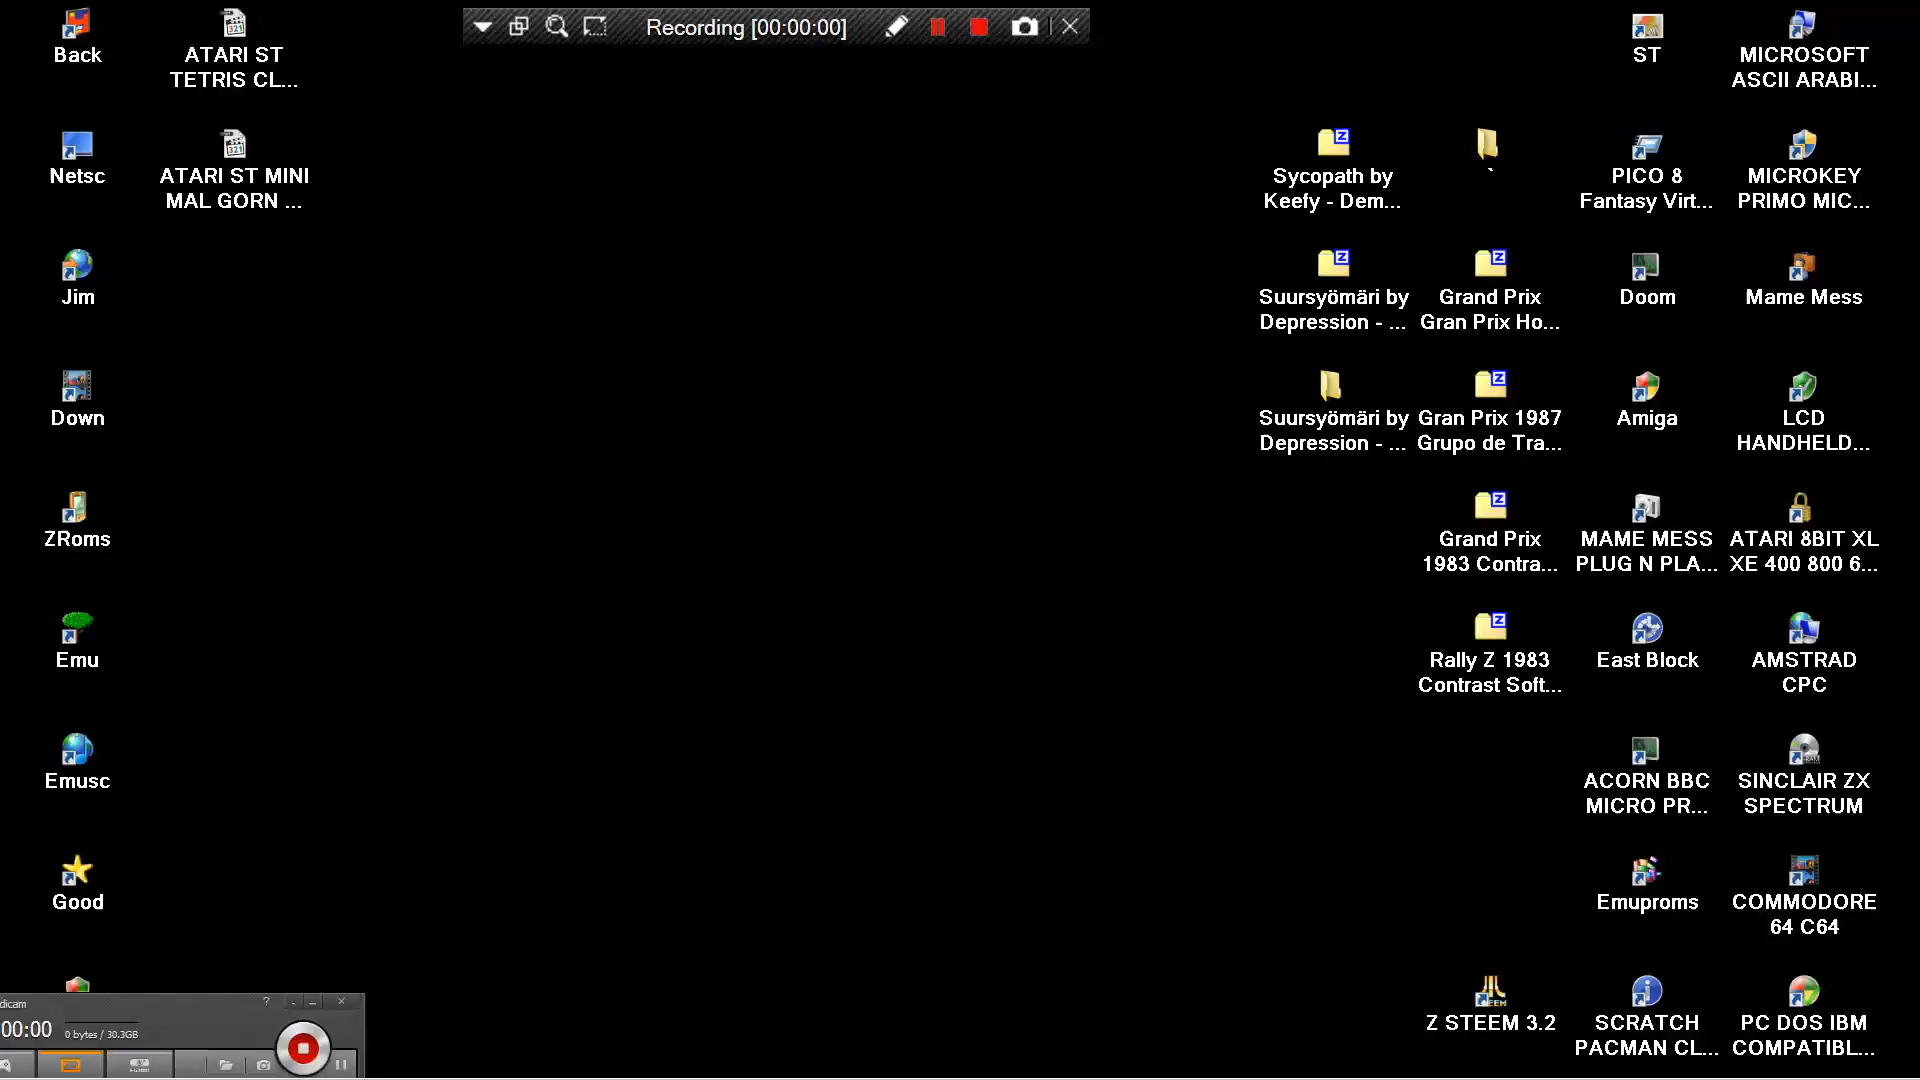 Recording [00:00:00]
Back
ATARI ST
TETRIS CL...
ST
MICROSOFT
ASCII ARABI...
Netsc
ATARI ST MINI
MAL GORN ...
Sycopath by
Keefy - Dem...
`
PICO 8
Fantasy Virt...
MICROKEY
PRIMO MIC...
Jim
Suursyömäri by
Depression - ...
Grand Prix
Gran Prix Ho...
Doom
Mame Mess
Down
Suursyömäri by
Depression - ...
Gran Prix 1987
Grupo de Tra...
Amiga
LCD
HANDHELD...
ZRoms
Grand Prix
1983 Contra...
MAME MESS
PLUG N PLA...
ATARI 8BIT XL
XE 400 800 6...
Emu
Rally Z 1983
Contrast Soft...
East Block
AMSTRAD
CPC
Emusc
ACORN BBC
MICRO PR...
SINCLAIR ZX
SPECTRUM
Good
Emuproms
COMMODORE
64 C64
Z STEEM 3.2
SCRATCH
PACMAN CL...
PC DOS IBM
COMPATIBL...
dicam
00:00
0 bytes / 30.3GB